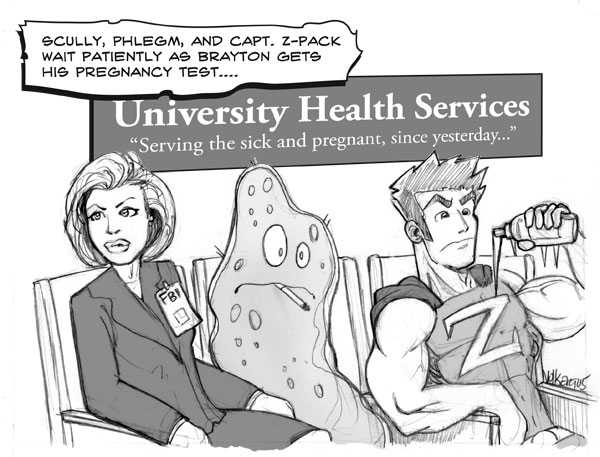 SCULLY, PHLEGM, AND CAPT. Z-PACK
WAIT PATIENTLY AS BRAYTON GETS
HIS PREGNANCY TEST....
University Health Services
“Serving the sick and pregnant, since yesterday...”
FBI
Z